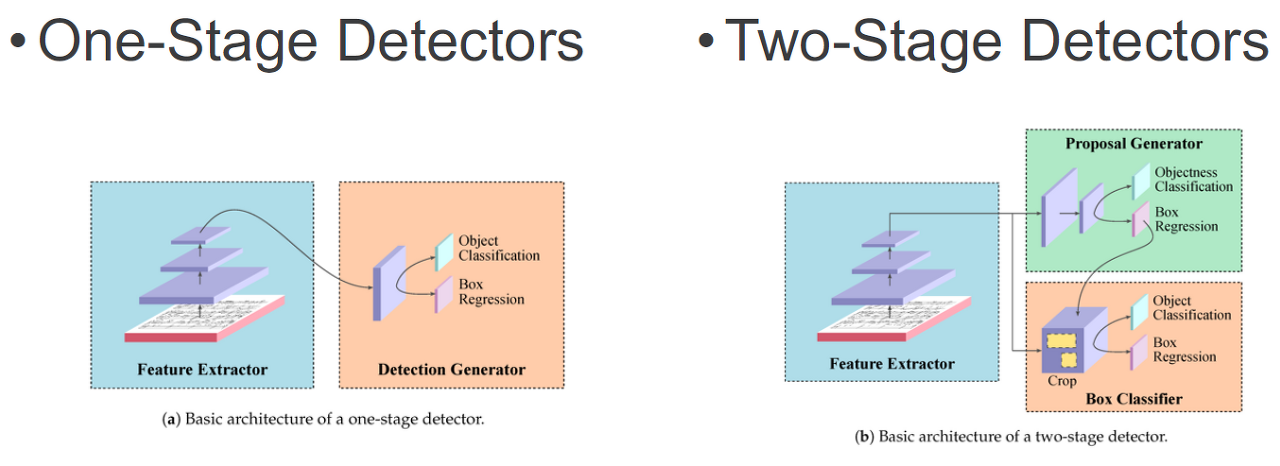 • One-Stage Detectors
Object
Classification
Box
Regression
Feature Extractor
Detection Generator
(a) Basic architecture of a one-stage detector.
• Two-Stage Detectors
Proposal Generator
Objectness
Classification
Box
Regression
Feature Extractor
Object
Classification
Box
Regression
Crop
Box Classifier
(b) Basic architecture of a two-stage detector.